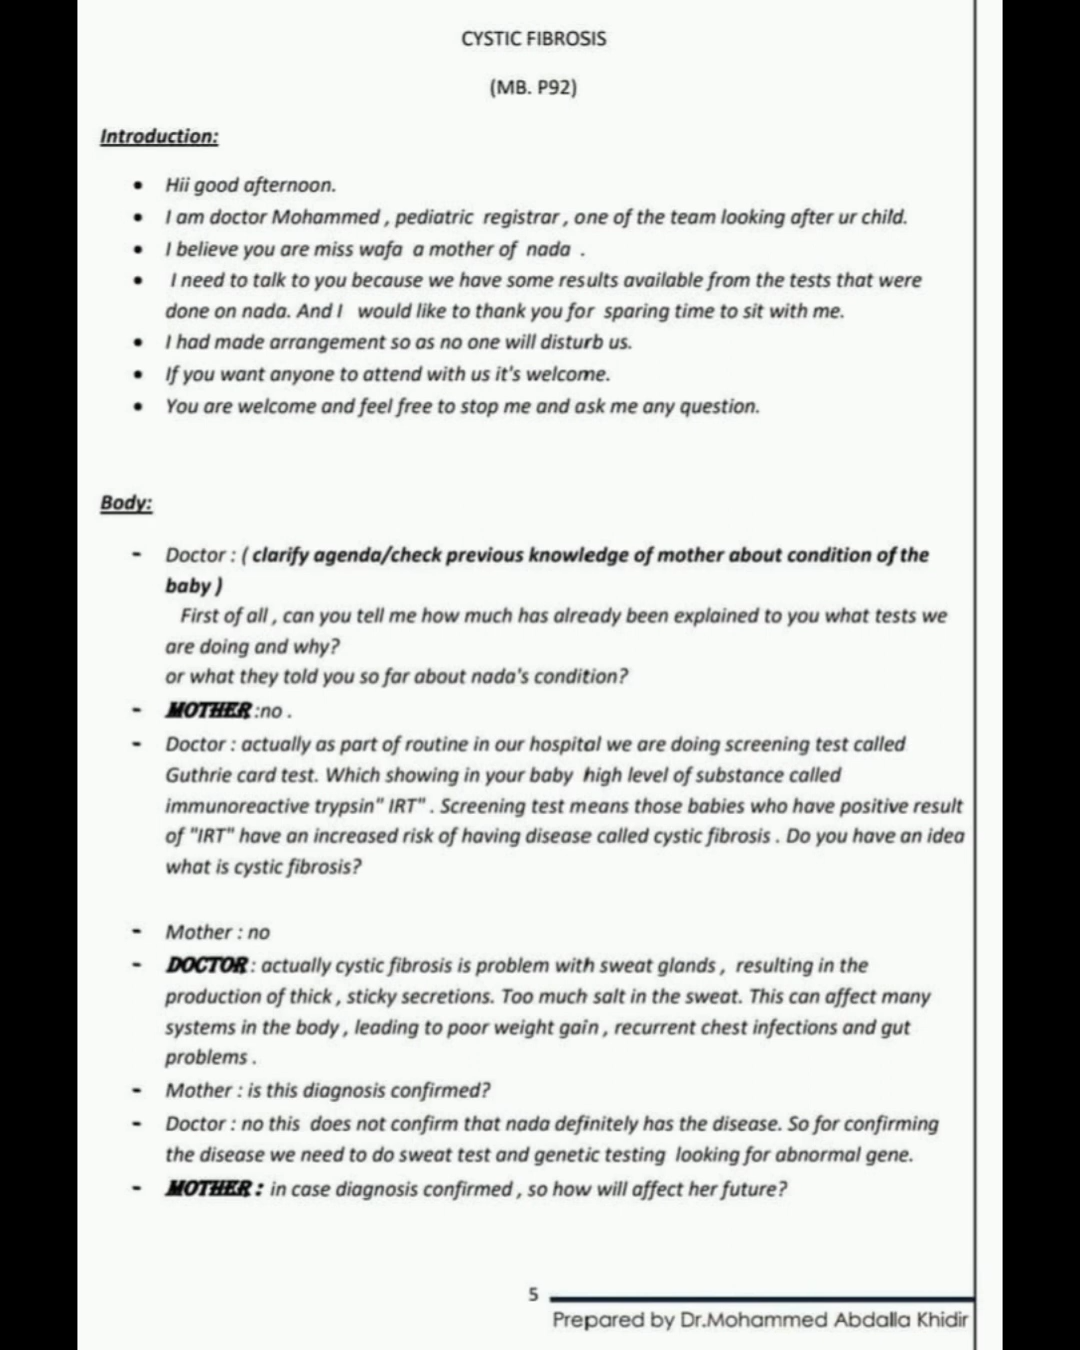 CYSTIC FIBROSIS
(MB. P92)
Introduction:
• Hii good afternoon.
• I am doctor Mohammed , pediatric registrar , one of the team looking after ur child.
• I believe you are miss wafa a mother of nada .
• I need to talk to you because we have some results available from the tests that were
done on nada. And I would like to thank you for sparing time to sit with me.
• I had made arrangement so as no one will disturb us.
• If you want anyone to attend with us it's welcome.
• You are welcome and feel free to stop me and ask me any question.
Body:
- Doctor : ( clarify agenda/check previous knowledge of mother about condition of the
baby )
First of all , can you tell me how much has already been explained to you what tests we
are doing and why?
or what they told you so far about nada's condition?
- MOTHER :no .
- Doctor : actually as part of routine in our hospital we are doing screening test called
Guthrie card test. Which showing in your baby high level of substance called
immunoreactive trypsin" IRT" . Screening test means those babies who have positive result
of "IRT" have an increased risk of having disease called cystic fibrosis . Do you have an idea
what is cystic fibrosis?
- Mother : no
- DOCTOR : actually cystic fibrosis is problem with sweat glands , resulting in the
production of thick , sticky secretions. Too much salt in the sweat. This can affect many
systems in the body , leading to poor weight gain , recurrent chest infections and gut
problems .
- Mother : is this diagnosis confirmed?
- Doctor : no this does not confirm that nada definitely has the disease. So for confirming
the disease we need to do sweat test and genetic testing looking for abnormal gene.
- MOTHER : in case diagnosis confirmed , so how will affect her future?
5
Prepared by Dr.Mohammed Abdalla Khidir